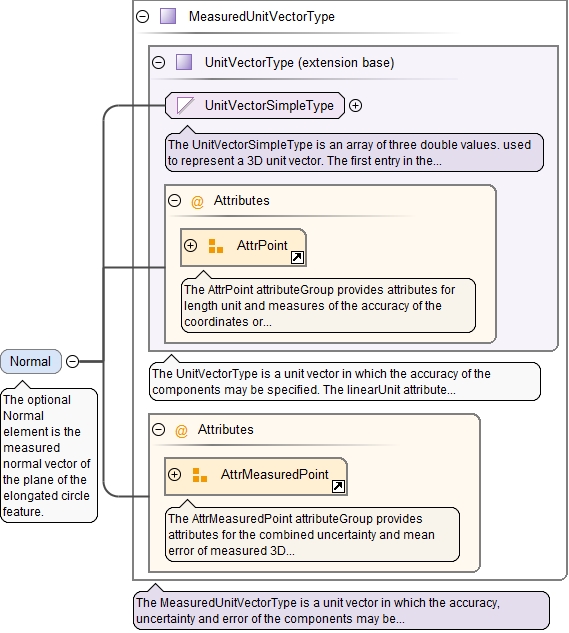 MeasuredUnitVectorType
UnitVectorType (extension base)
UnitVectorSimpleType
The UnitVectorSimpleType is an array of three double values. used
to represent a 3D unit vector. The first entry in the...
@ Attributes
AttrPoint
The AttrPoint attributeGroup provides attributes for
length unit and measures of the accuracy of the
coordinates or...
Normal
The optional
Normal
element is the
measured
normal vector of
the plane of the
elongated circle
feature.
The UnitVectorType is a unit vector in which the accuracy of the
components may be specified. The linearUnit attribute...
@ Attributes
AttrMeasuredPoint
The AttrMeasuredPoint attributeGroup provides
attributes for the combined uncertainty and mean
error of measured 3D...
The MeasuredUnitVectorType is a unit vector in which the accuracy,
uncertainty and error of the components may be...